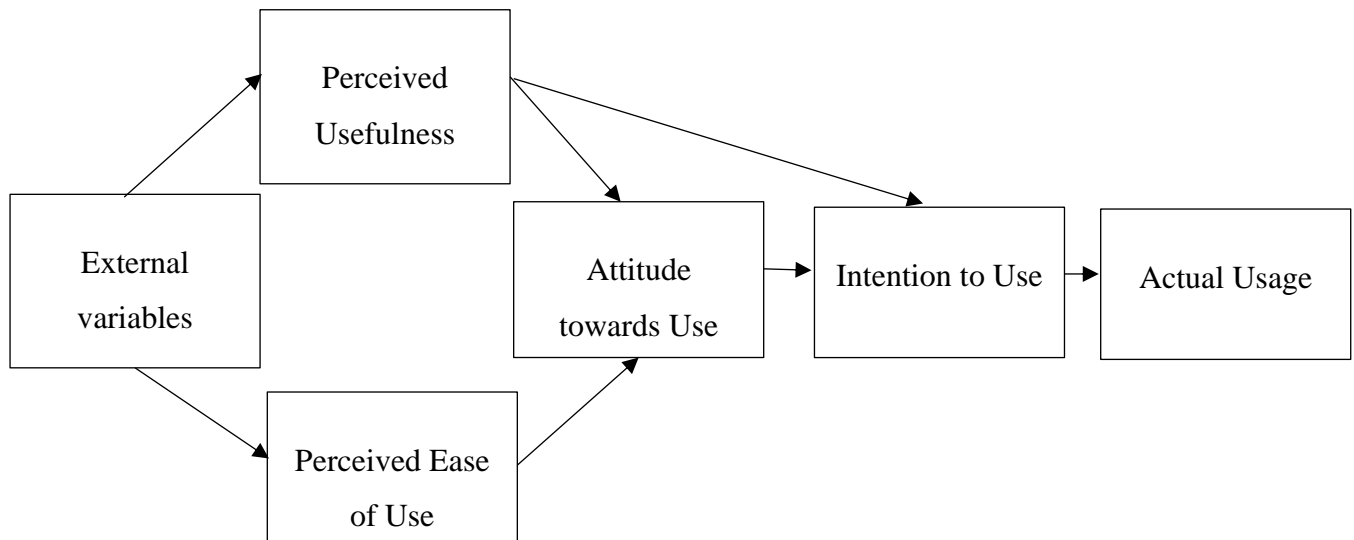 Perceived
Usefulness
External
variables
Attitude
towards Use
Intention to Use
Actual Usage
Perceived Ease
of Use